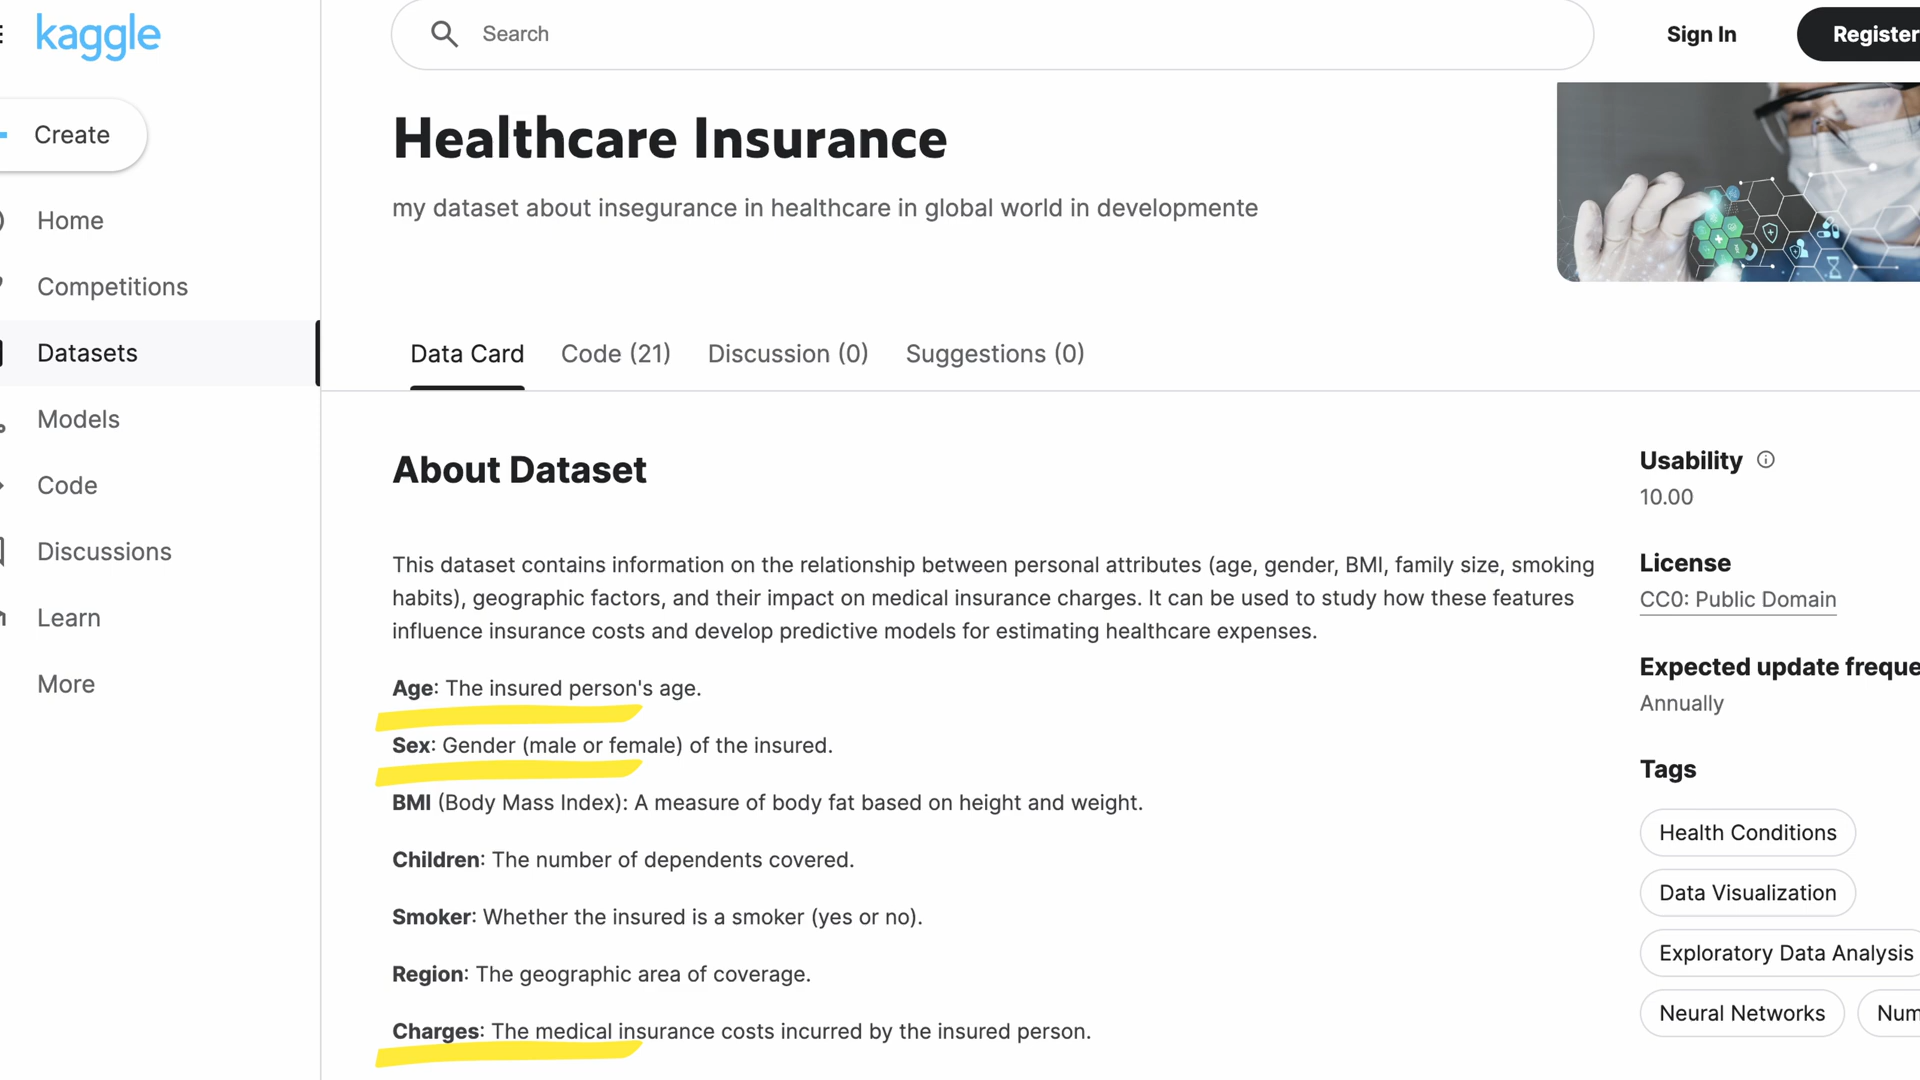 kaggle
Search
Sign In
Register
Create
Healthcare Insurance
my dataset about insegurance in healthcare in global world in developmente
Home
Competitions
Datasets
Models
Code
Discussions
Learn
More
Data Card
Code (21)
Discussion (0)
Suggestions (0)
About Dataset
This dataset contains information on the relationship between personal attributes (age, gender, BMI, family size, smoking
habits), geographic factors, and their impact on medical insurance charges. It can be used to study how these features
influence insurance costs and develop predictive models for estimating healthcare expenses.
Age: The insured person's age.
Sex: Gender (male or female) of the insured.
BMI (Body Mass Index): A measure of body fat based on height and weight.
Children: The number of dependents covered.
Smoker: Whether the insured is a smoker (yes or no).
Region: The geographic area of coverage.
Charges: The medical insurance costs incurred by the insured person.
Usability
10.00
License
CC0: Public Domain
Expected update freque
Annually
Tags
Health Conditions
Data Visualization
Exploratory Data Analysis
Neural Networks
Num